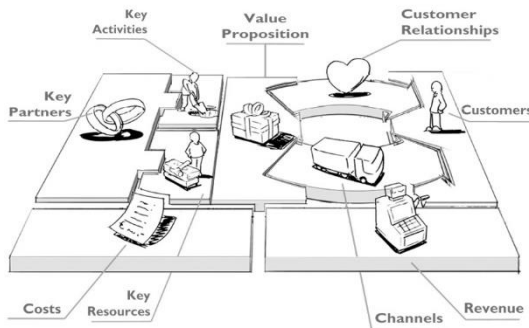 Key
Activities
Value
Proposition
Customer
Relationships
Key
Partners
Customers
Costs
Key
Resources
Channels
Revenue